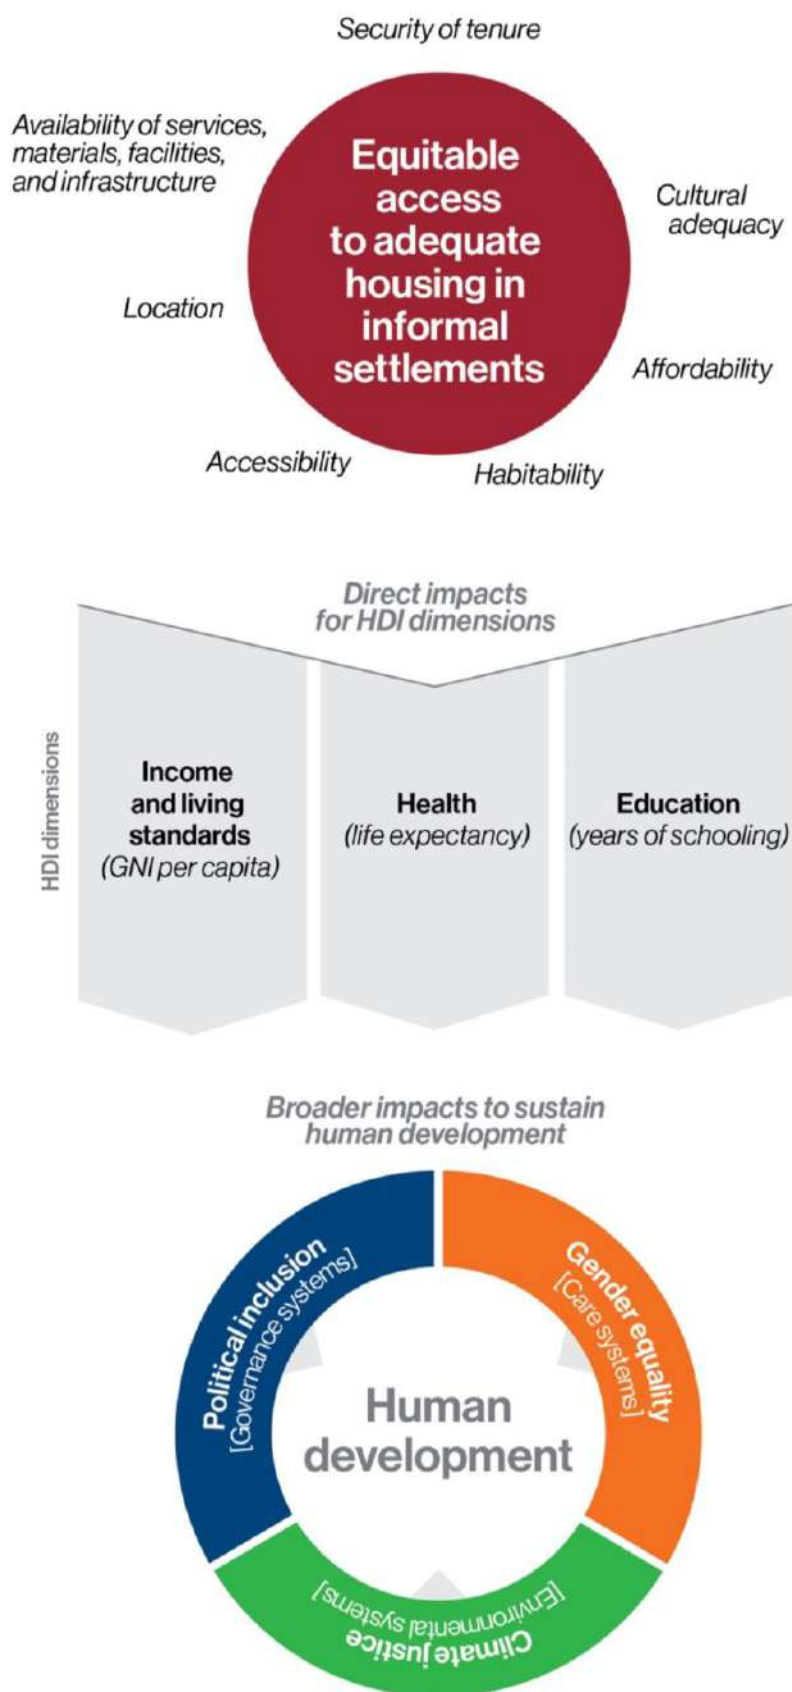 Security of tenure
Availability of services,
materials, facilities,
and infrastructure
Equitable
access
to adequate
housing in
informal
settlements
Cultural
adequacy
Location
Affordability
Accessibility
Habitability
Direct impacts
for HDI dimensions
HDI dimensions
Income
and living
standards
(GNI per capita)
Health
(life expectancy)
Education
(years of schooling)
Broader impacts to sustain
human development
Political inclusion
[Governance systems]
Gender equality
[Care systems]
Human
development
Climate justice
[Environmental systems]